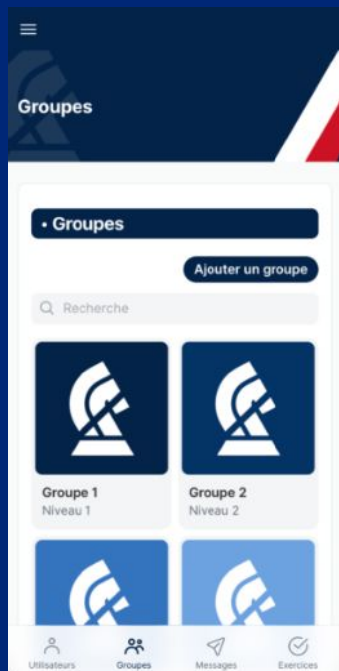 Groupes
• Groupes
Ajouter un groupe
Recherche
Groupe 1
Niveau 1
Groupe 2
Niveau 2
Utilisateurs
Groupes
Messages
Exercices